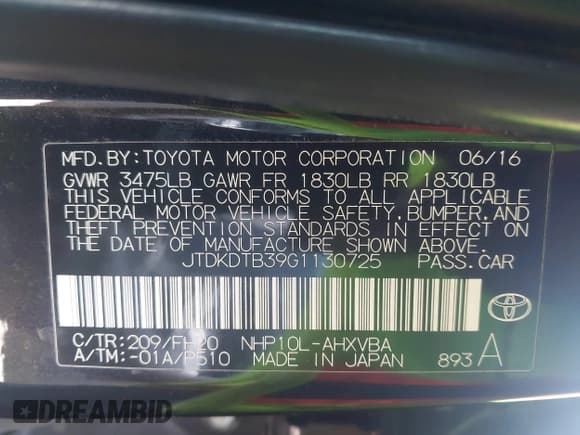 MFD.BY:TOYOTA MOTOR CORPORATION 06/16
GVWR 3475LB GAWR FR 1830LB RR 1830LB
THIS VEHICLE CONFORMS TO ALL APPLICABLE
FEDERAL MOTOR VEHICLE SAFETY,BUMPER,AND
THEFT PREVENTION STANDARDS IN EFFECT ON
THE DATE OF MANUFACTURE SHOWN ABOVE.
JTDKDTB39G1130725 PASS.CAR
C/TR:209/FH20 NHP10L-AHXVBA
A/TM:-01A/P510 MADE IN JAPAN 893 A
DREAMBID